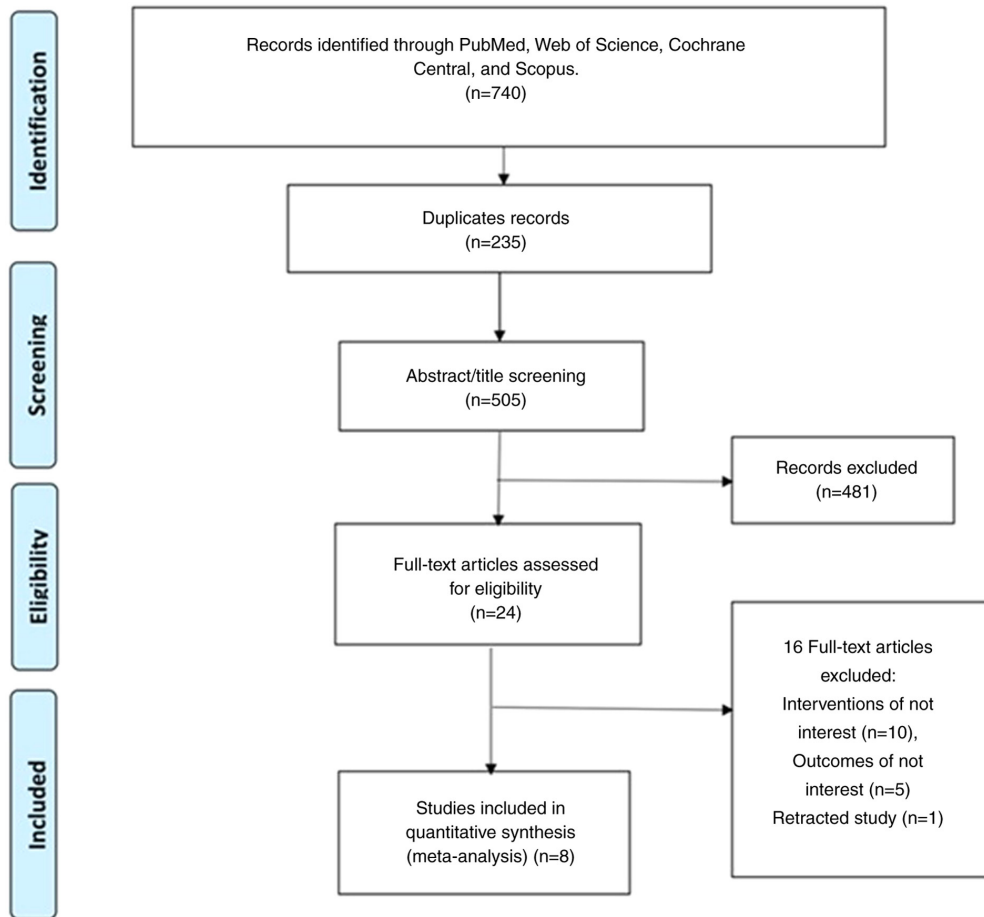 Identification
Records identified through PubMed, Web of Science, Cochrane
Central, and Scopus.
(n=740)
Duplicates records
(n=235)
Screening
Abstract/title screening
(n=505)
Records excluded
(n=481)
Eligibility
Full-text articles assessed
for eligibility
(n=24)
16 Full-text articles
excluded:
Interventions of not
interest (n=10),
Outcomes of not
interest (n=5)
Retracted study (n=1)
Included
Studies included in
quantitative synthesis
(meta-analysis) (n=8)